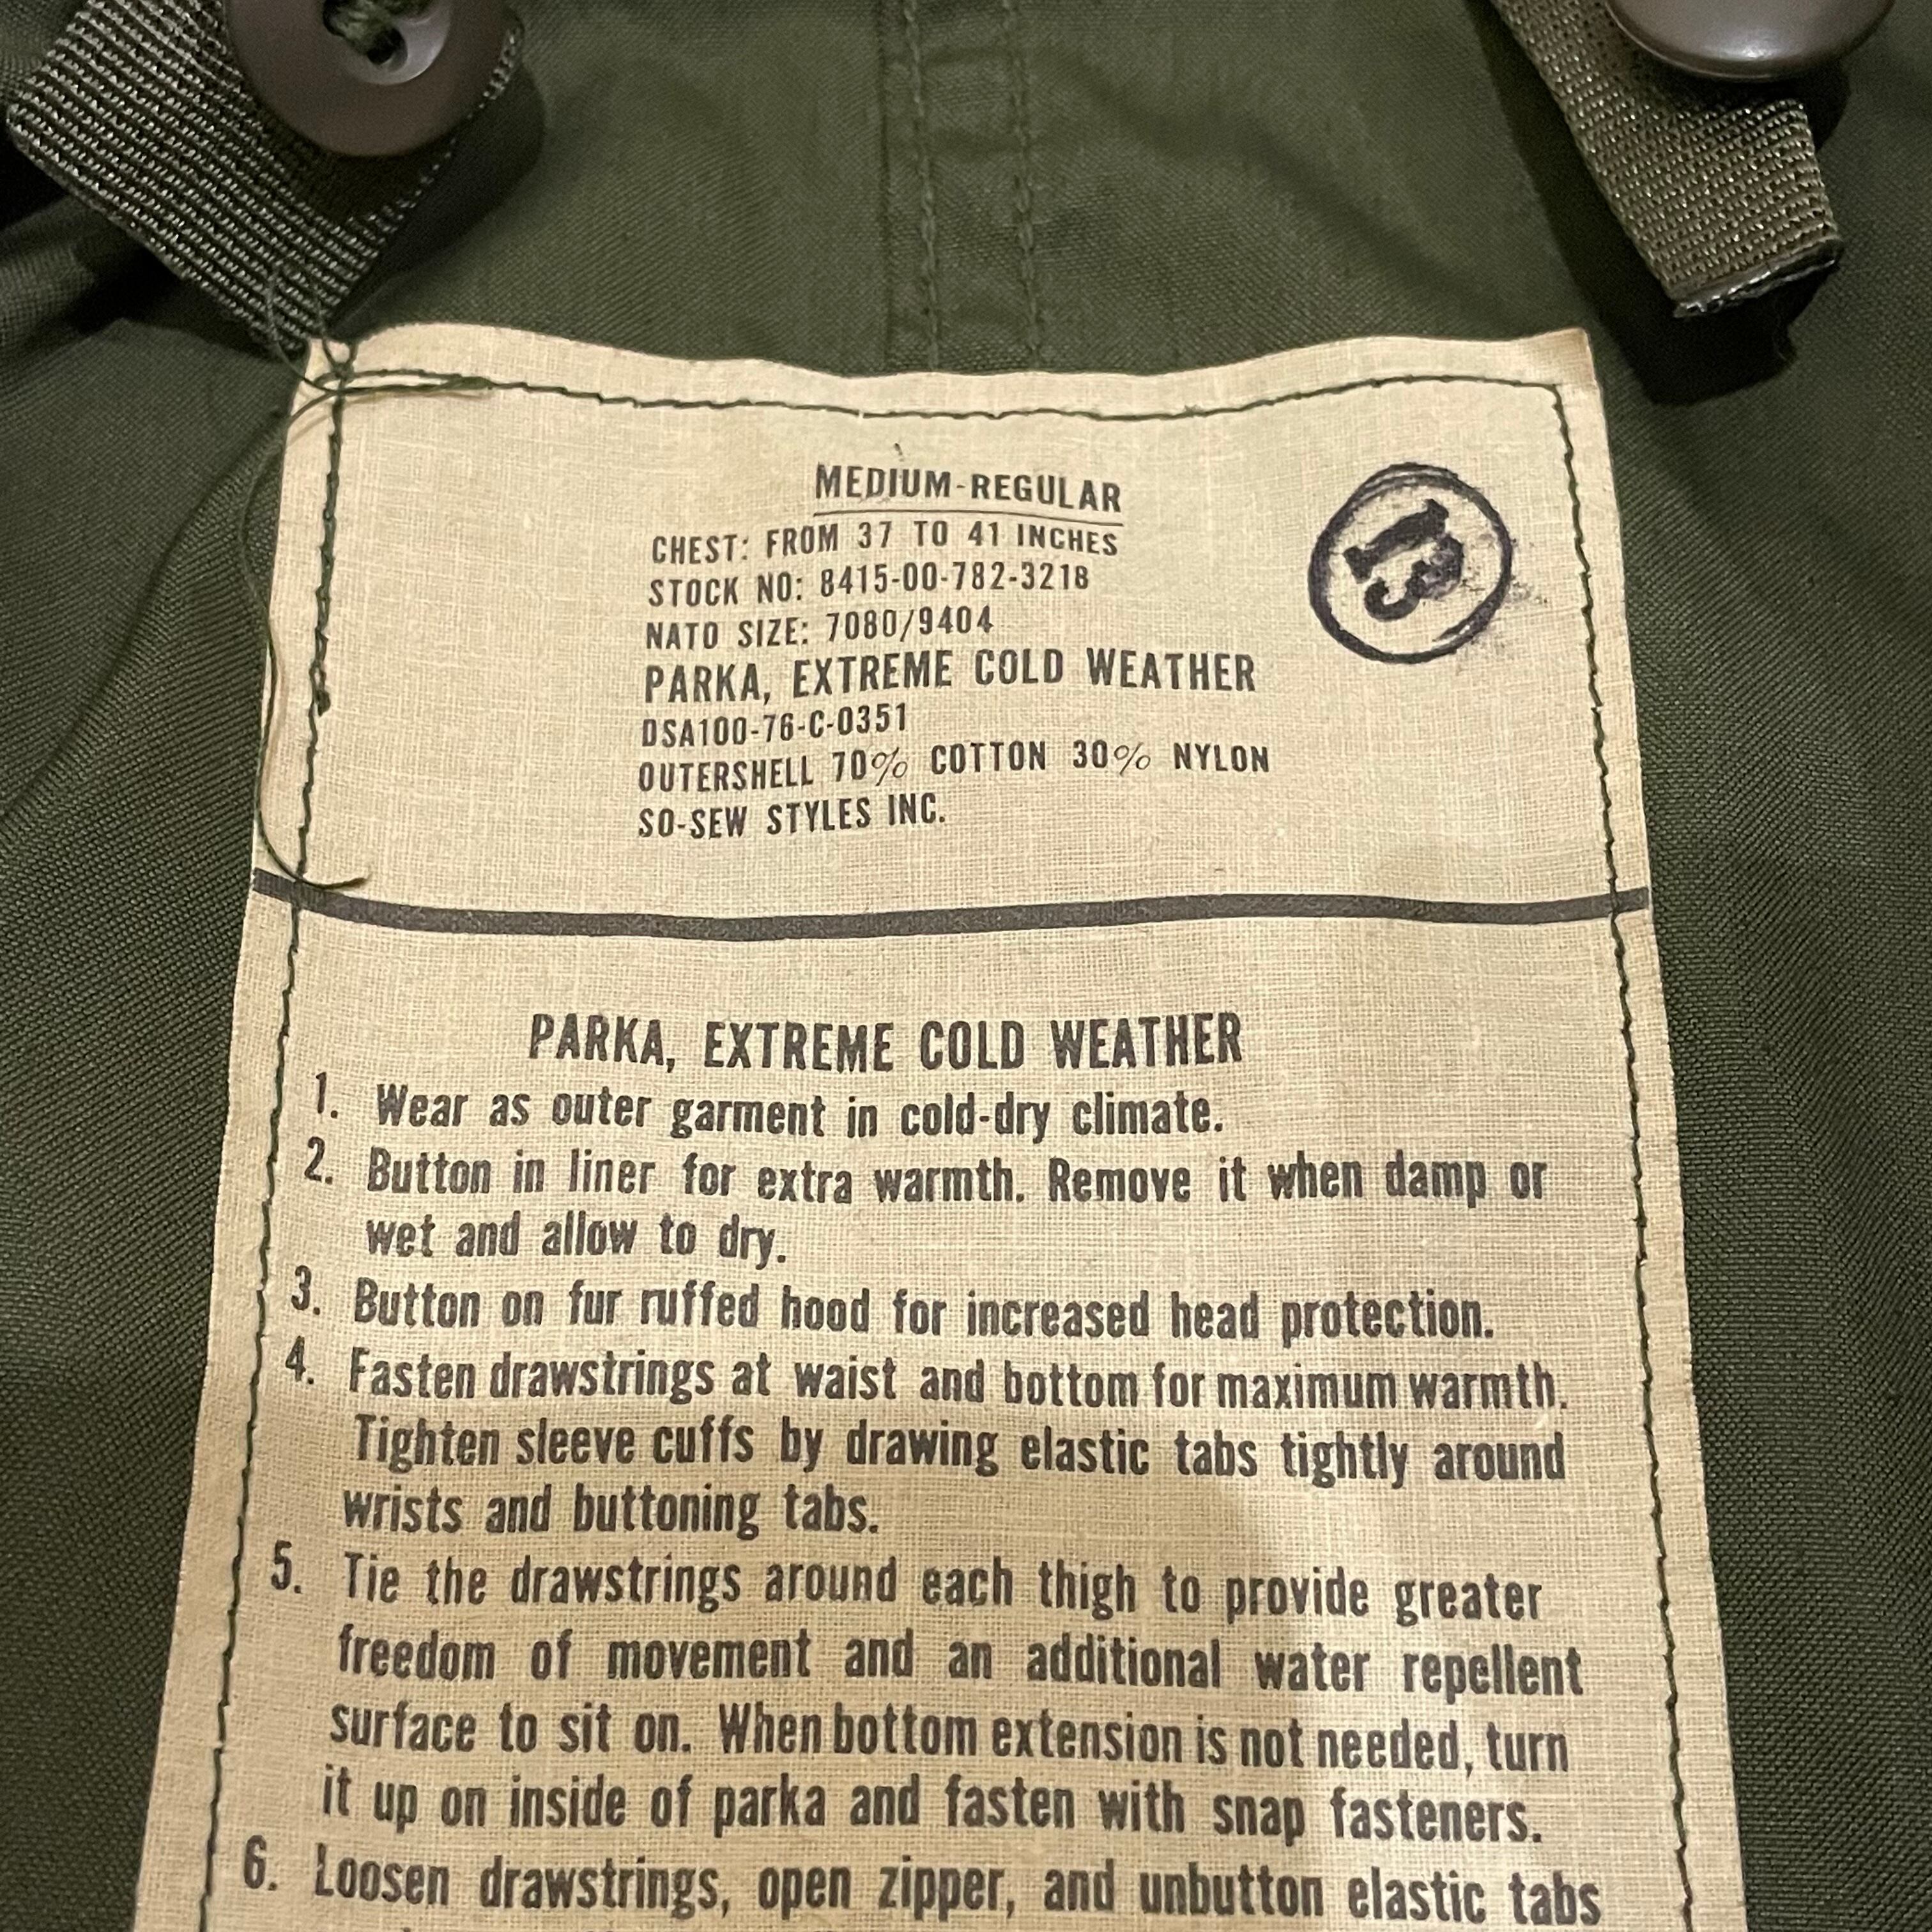 MEDIUM-REGULAR
CHEST: FROM 37 TO 41 INCHES
STOCK NO: 8415-00-782-3218
NATO SIZE: 7080/9404
PARKA, EXTREME COLD WEATHER
DSA100-76-C-0351
OUTERSHELL 70% COTTON 30% NYLON
SO-SEW STYLES INC.
13
PARKA, EXTREME COLD WEATHER
1. Wear as outer garment in cold-dry climate.
2. Button in liner for extra warmth. Remove it when damp or
wet and allow to dry.
3. Button on fur ruffed hood for increased head protection.
4. Fasten drawstrings at waist and bottom for maximum warmth.
Tighten sleeve cuffs by drawing elastic tabs tightly around
wrists and buttoning tabs.
5. Tie the drawstrings around each thigh to provide greater
freedom of movement and an additional water repellent
surface to sit on. When bottom extension is not needed, turn
it up on inside of parka and fasten with snap fasteners.
6. Loosen drawstrings, open zipper, and unbutton elastic tabs